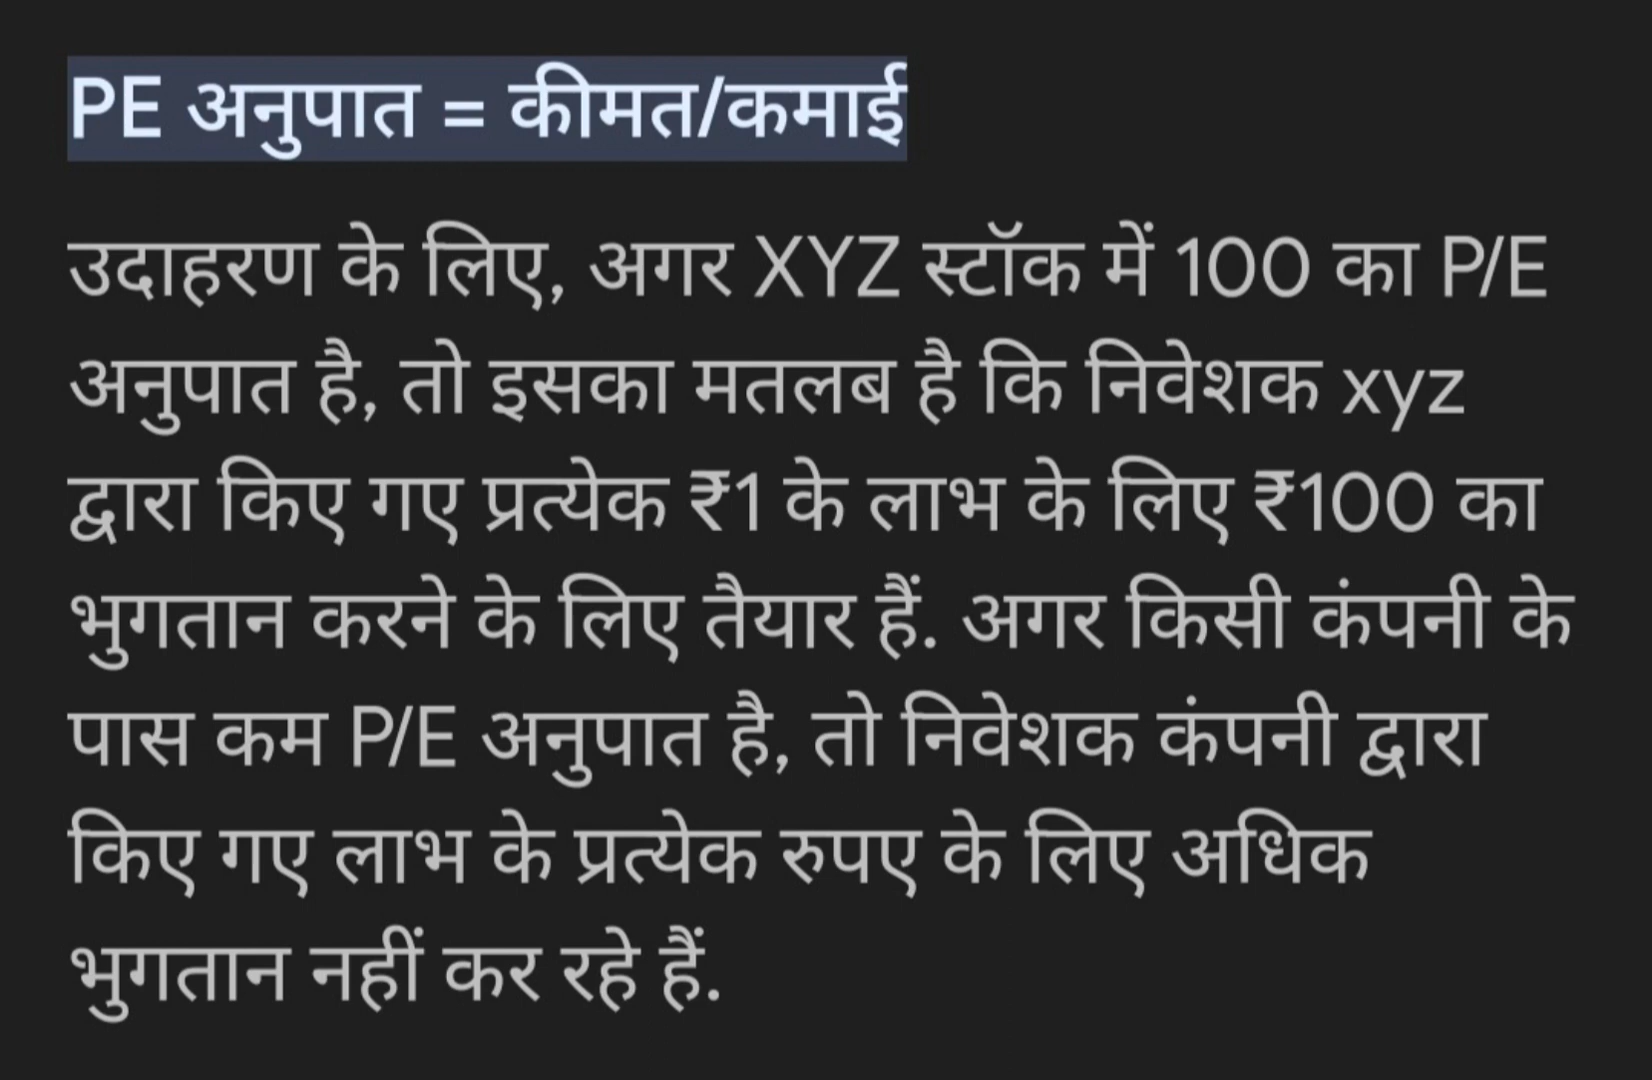 PE अनुपात = कीमत/कमाई
उदाहरण के लिए, अगर XYZ स्टॉक में 100 का P/E
अनुपात है, तो इसका मतलब है कि निवेशक xyz
द्वारा किए गए प्रत्येक ₹1 के लाभ के लिए ₹100 का
भुगतान करने के लिए तैयार हैं. अगर किसी कंपनी के
पास कम P/E अनुपात है, तो निवेशक कंपनी द्वारा
किए गए लाभ के प्रत्येक रुपए के लिए अधिक
भुगतान नहीं कर रहे हैं.